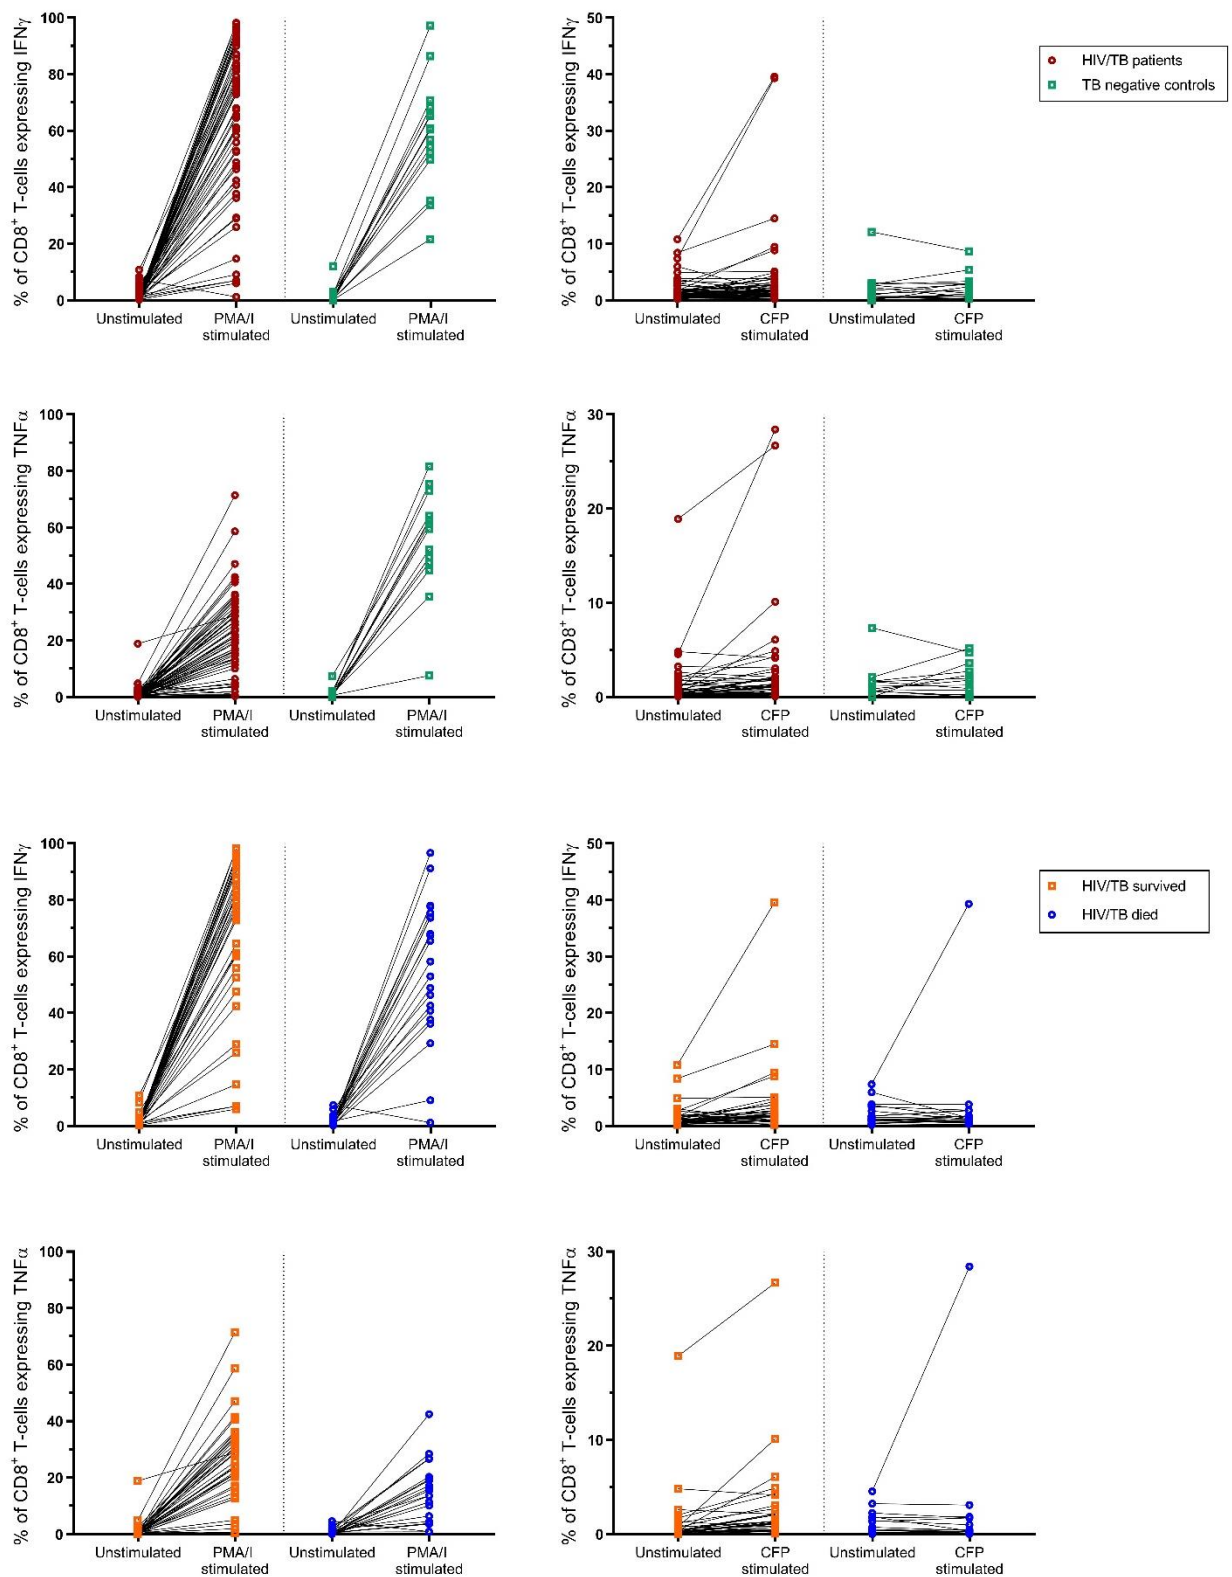 % of CD8+ T-cells expressing IFNγ
100
80
60
40
20
0
Unstimulated
PMA/I
stimulated
Unstimulated
PMA/I
stimulated
% of CD8+ T-cells expressing IFNγ
50
40
30
20
10
0
Unstimulated
CFP
stimulated
Unstimulated
CFP
stimulated
HIV/TB patients
TB negative controls
% of CD8+ T-cells expressing TNFα
100
80
60
40
20
0
Unstimulated
PMA/I
stimulated
Unstimulated
PMA/I
stimulated
% of CD8+ T-cells expressing TNFα
30
20
10
0
Unstimulated
CFP
stimulated
Unstimulated
CFP
stimulated
% of CD8+ T-cells expressing IFNγ
100
80
60
40
20
0
Unstimulated
PMA/I
stimulated
Unstimulated
PMA/I
stimulated
% of CD8+ T-cells expressing IFNγ
50
40
30
20
10
0
Unstimulated
CFP
stimulated
Unstimulated
CFP
stimulated
HIV/TB survived
HIV/TB died
% of CD8+ T-cells expressing TNFα
100
80
60
40
20
0
Unstimulated
PMA/I
stimulated
Unstimulated
PMA/I
stimulated
% of CD8+ T-cells expressing TNFα
30
20
10
0
Unstimulated
CFP
stimulated
Unstimulated
CFP
stimulated